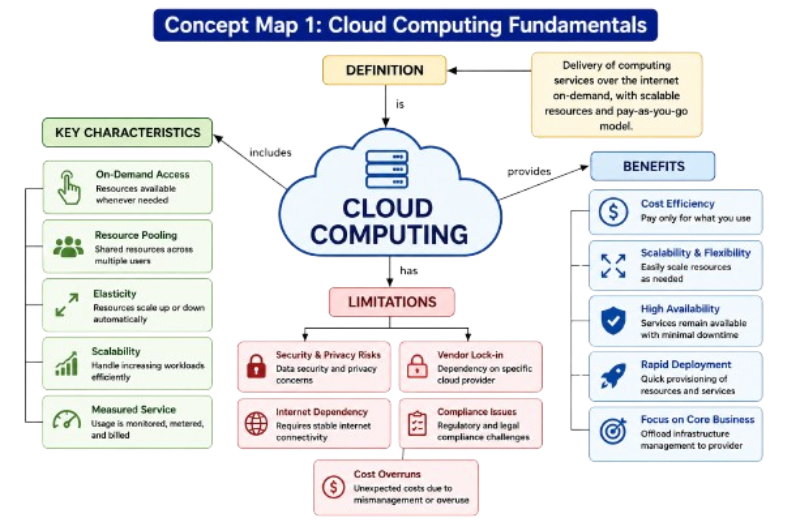 Concept Map 1: Cloud Computing Fundamentals
DEFINITION
Delivery of computing
services over the internet
on-demand, with scalable
resources and pay-as-you-go
model.
is
KEY CHARACTERISTICS
includes
provides
BENEFITS
CLOUD
COMPUTING
On-Demand Access
Resources available
whenever needed
Resource Pooling
Shared resources across
multiple users
Elasticity
Resources scale up or down
automatically
Scalability
Handle increasing workloads
efficiently
Measured Service
Usage is monitored, metered,
and billed
has
LIMITATIONS
Security & Privacy Risks
Data security and privacy
concerns
Vendor Lock-in
Dependency on specific
cloud provider
Internet Dependency
Requires stable internet
connectivity
Compliance Issues
Regulatory and legal
compliance challenges
Cost Overruns
Unexpected costs due to
mismanagement or overuse
Cost Efficiency
Pay only for what you use
Scalability & Flexibility
Easily scale resources
as needed
High Availability
Services remain available
with minimal downtime
Rapid Deployment
Quick provisioning of
resources and services
Focus on Core Business
Offload infrastructure
management to provider